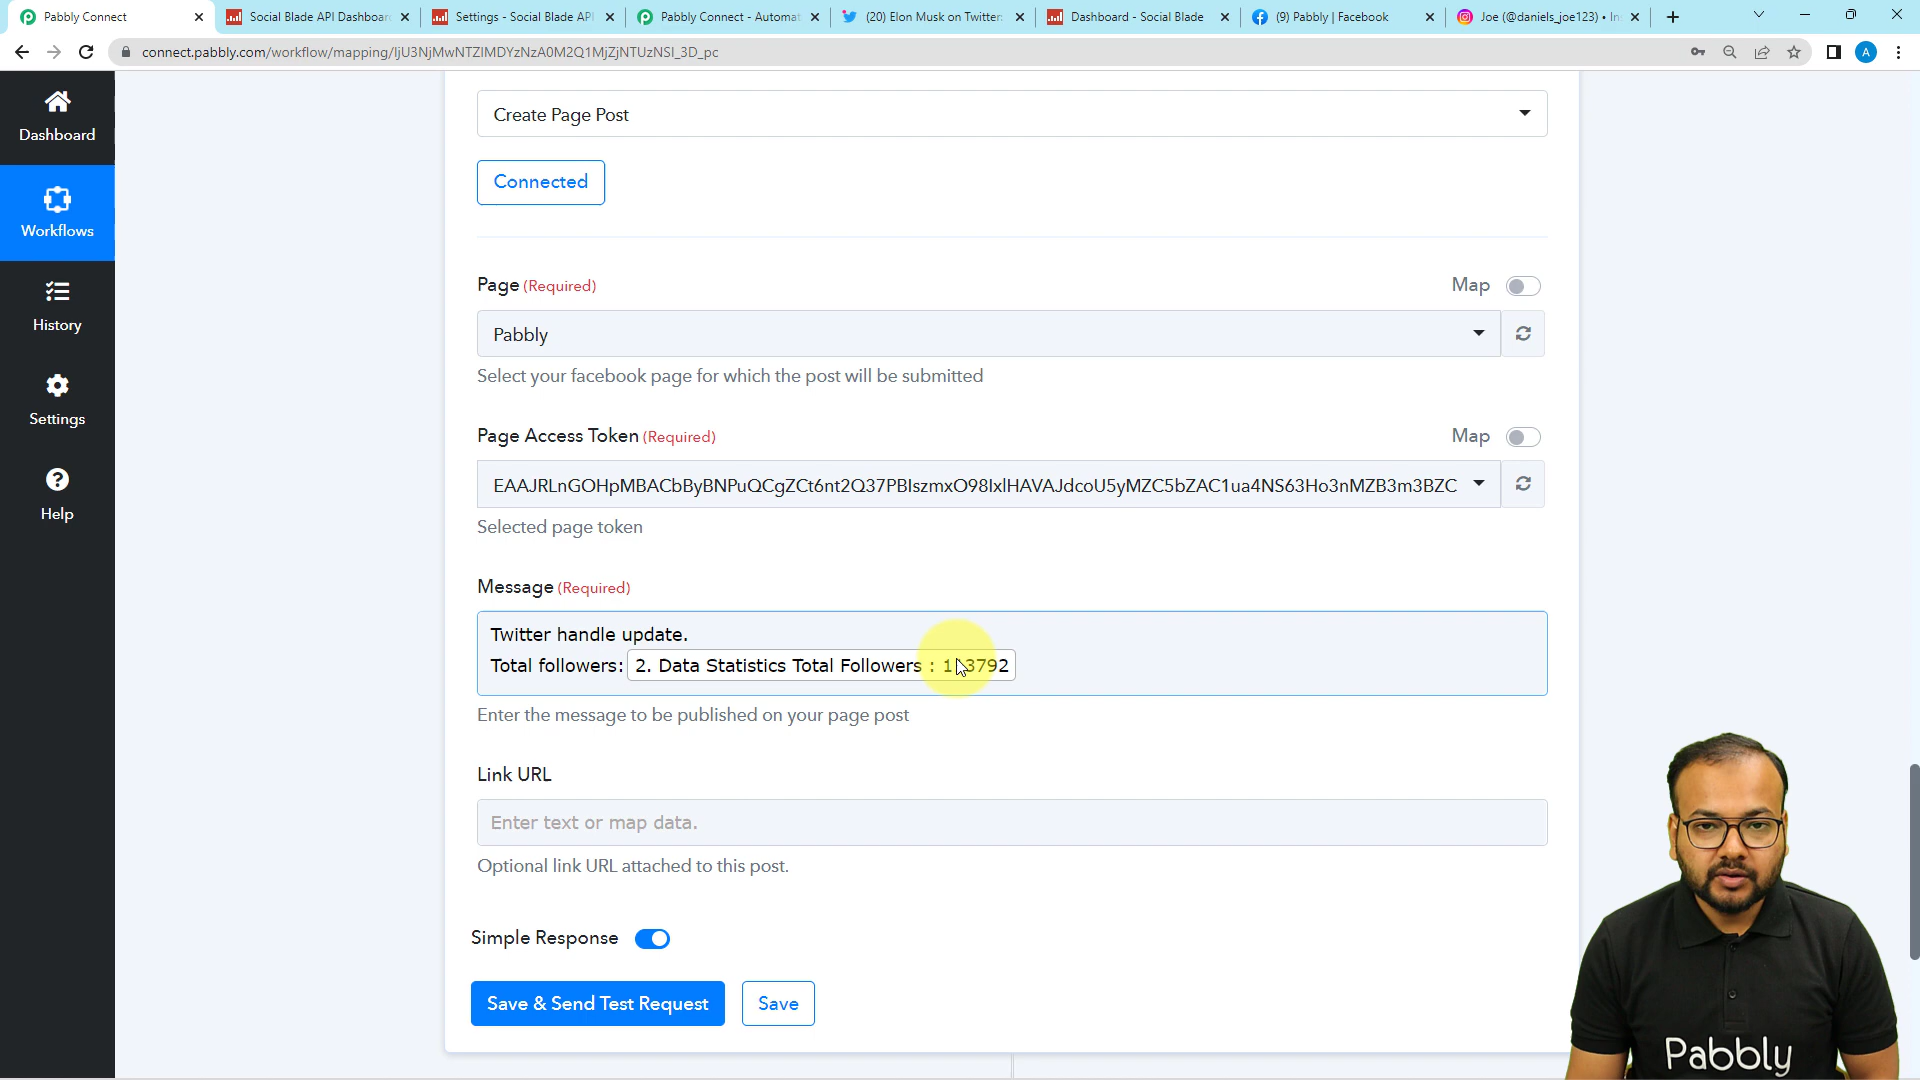 Pabbly Connect
Social Blade API Dashboar
Settings - Social Blade API
Pabbly Connect - Automat
(20) Elon Musk on Twitter:
Dashboard - Social Blade
(9) Pabbly | Facebook
Joe (@daniels_joe123) • In
connect.pabbly.com/workflow/mapping/IjU3NjMwNTZlMDYzNzA0M2Q1MjZjNTUzNSI_3D_pc
A
Dashboard
Workflows
History
Settings
Help
Create Page Post
Connected
Page (Required)
Map
Pabbly
Select your facebook page for which the post will be submitted
Page Access Token (Required)
Map
EAAJRLnGOHpMBACbByBNPuQCgZCt6nt2Q37PBIszmxO98IxlHAVAJdcoU5yMZC5bZAC1ua4NS63Ho3nMZB3m3BZC
Selected page token
Message (Required)
Twitter handle update.
Total followers: 2. Data Statistics Total Followers :
Enter the message to be published on your page post
Link URL
Enter text or map data.
Optional link URL attached to this post.
Simple Response
Save & Send Test Request
Save
Pabbly